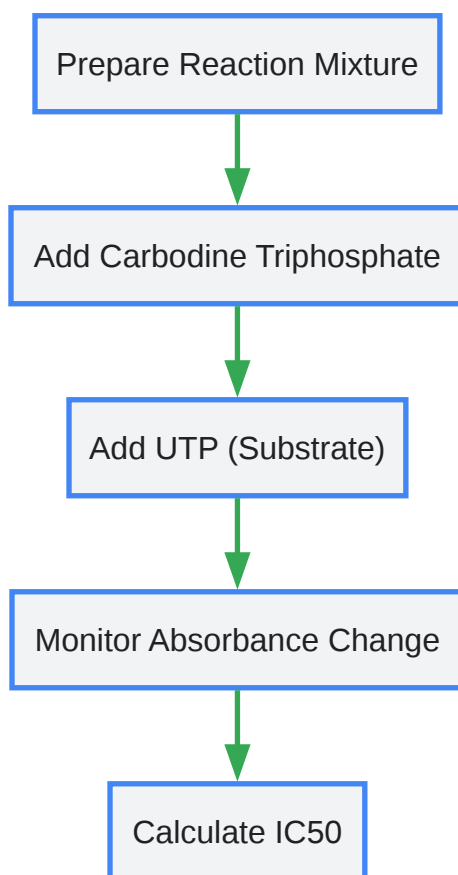 Prepare Reaction Mixture
Add Carbodine Triphosphate
Add UTP (Substrate)
Monitor Absorbance Change
Calculate IC50